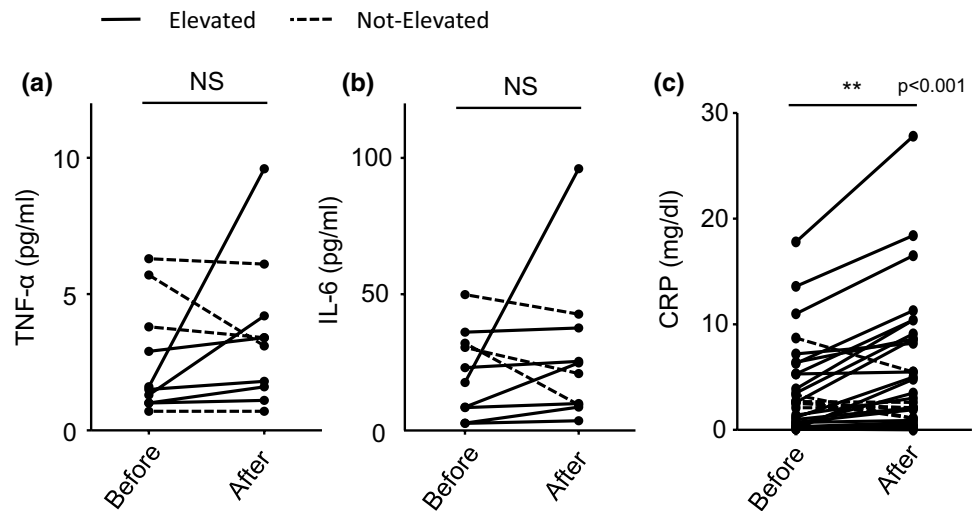 Elevated Not-Elevated
(a) NS
TNF-α (pg/ml)
10
5
0
Before After
(b) NS
IL-6 (pg/ml)
100
50
0
Before After
(c) ** p<0.001
CRP (mg/dl)
30
20
10
0
Before After